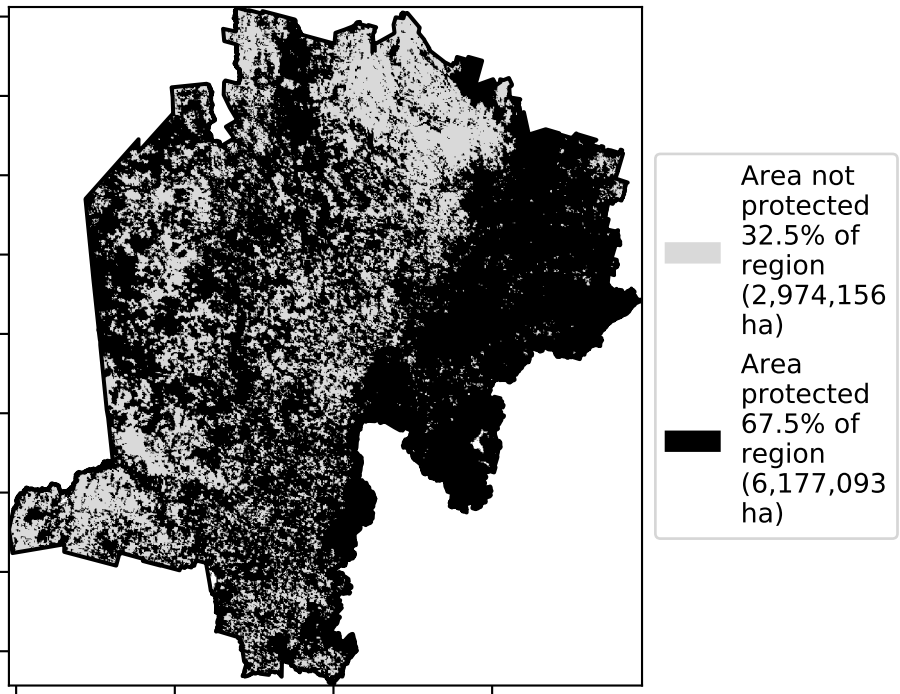 Area not
protected
32.5% of
region
(2,974,156
ha)
Area
protected
67.5% of
region
(6,177,093
ha)